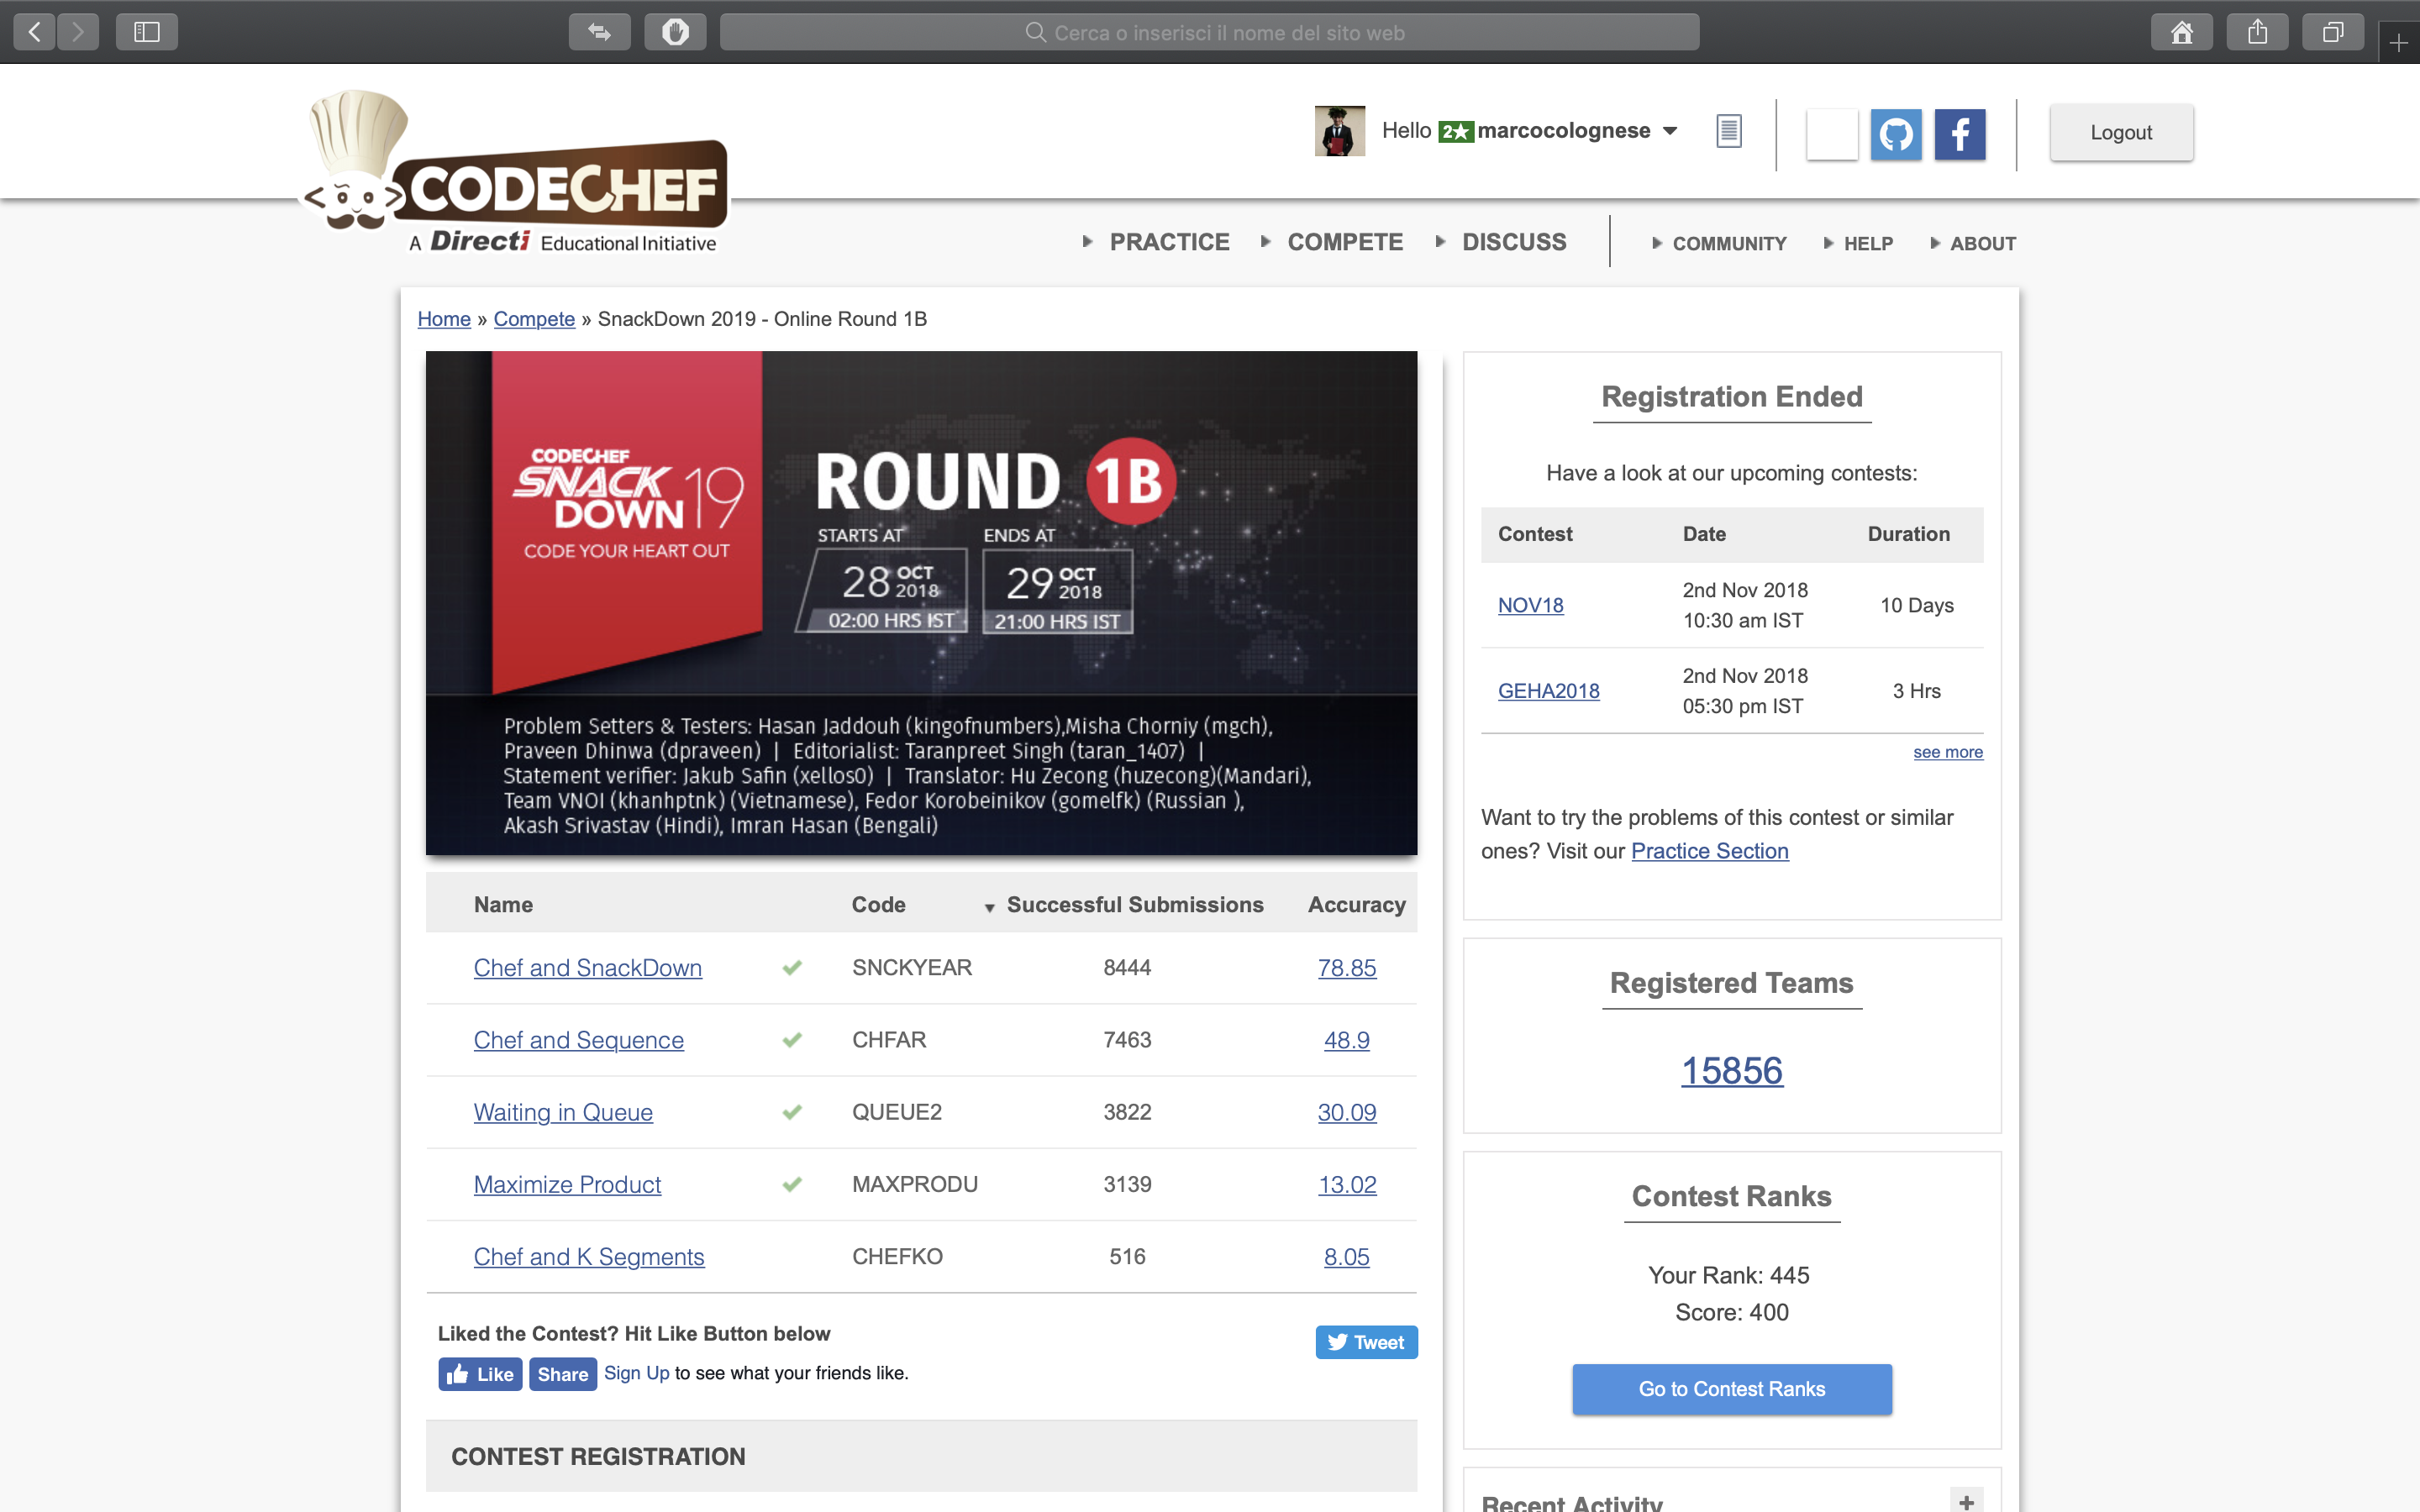 Cerca o inserisci il nome del sito web
Hello 2★ marcocolognese
Logout
CODECHEF
A Directi Educational Initiative
PRACTICE COMPETE DISCUSS COMMUNITY HELP ABOUT
Home » Compete » SnackDown 2019 - Online Round 1B
CODECHEF
SNACK
DOWN 19
CODE YOUR HEART OUT
ROUND 1B
STARTS AT ENDS AT
28 OCT 2018 29 OCT 2018
02:00 HRS IST 21:00 HRS IST
Problem Setters & Testers: Hasan Jaddouh (kingofnumbers),Misha Chorniy (mgch),
Praveen Dhinwa (dpraveen) | Editorialist: Taranpreet Singh (taran_1407) |
Statement verifier: Jakub Safin (xellos0) | Translator: Hu Zecong (huzecong)(Mandari),
Team VNOI (khanhptnk) (Vietnamese), Fedor Korobeinikov (gomelfk) (Russian ),
Akash Srivastav (Hindi), Imran Hasan (Bengali)
Name Code Successful Submissions Accuracy
Chef and SnackDown SNCKYEAR 8444 78.85
Chef and Sequence CHFAR 7463 48.9
Waiting in Queue QUEUE2 3822 30.09
Maximize Product MAXPRODU 3139 13.02
Chef and K Segments CHEFKO 516 8.05
Liked the Contest? Hit Like Button below
Tweet
Like Share Sign Up to see what your friends like.
CONTEST REGISTRATION
Registration Ended
Have a look at our upcoming contests:
Contest Date Duration
NOV18 2nd Nov 2018 10:30 am IST 10 Days
GEHA2018 2nd Nov 2018 05:30 pm IST 3 Hrs
see more
Want to try the problems of this contest or similar
ones? Visit our Practice Section
Registered Teams
15856
Contest Ranks
Your Rank: 445
Score: 400
Go to Contest Ranks
Recent Activity